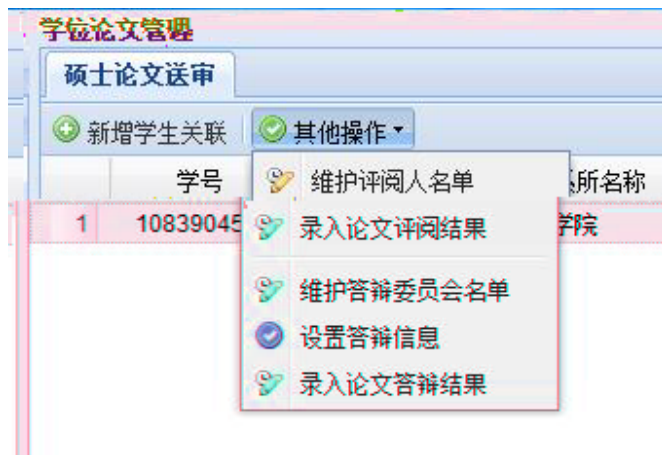 学位论文管理
硕士论文送审
新增学生关联 其他操作
学号 所名称
1 10839045 学院
维护评阅人名单
录入论文评阅结果
维护答辩委员会名单
设置答辩信息
录入论文答辩结果